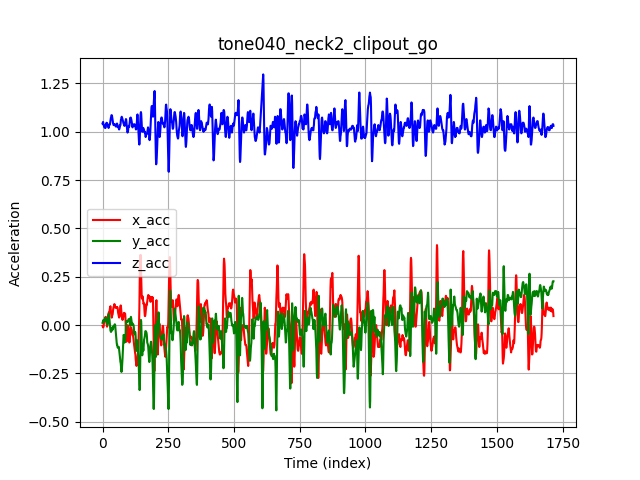 tone040_neck2_clipout_go
1.25
1.00
0.75
0.50
0.25
0.00
−0.25
−0.50
Acceleration
x_acc
y_acc
z_acc
0 250 500 750 1000 1250 1500 1750
Time (index)